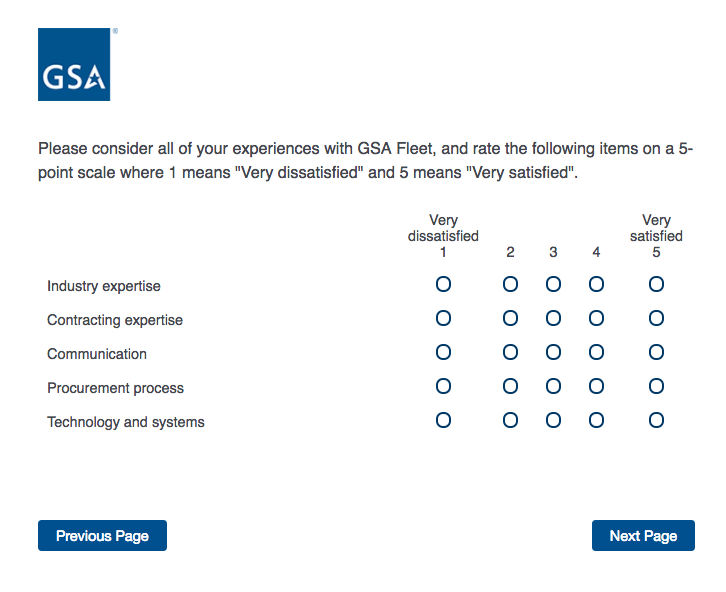 GSA®
Please consider all of your experiences with GSA Fleet, and rate the following items on a 5-
point scale where 1 means "Very dissatisfied" and 5 means "Very satisfied".
Very Very
dissatisfied satisfied
1 2 3 4 5
Industry expertise
Contracting expertise
Communication
Procurement process
Technology and systems
Previous Page Next Page